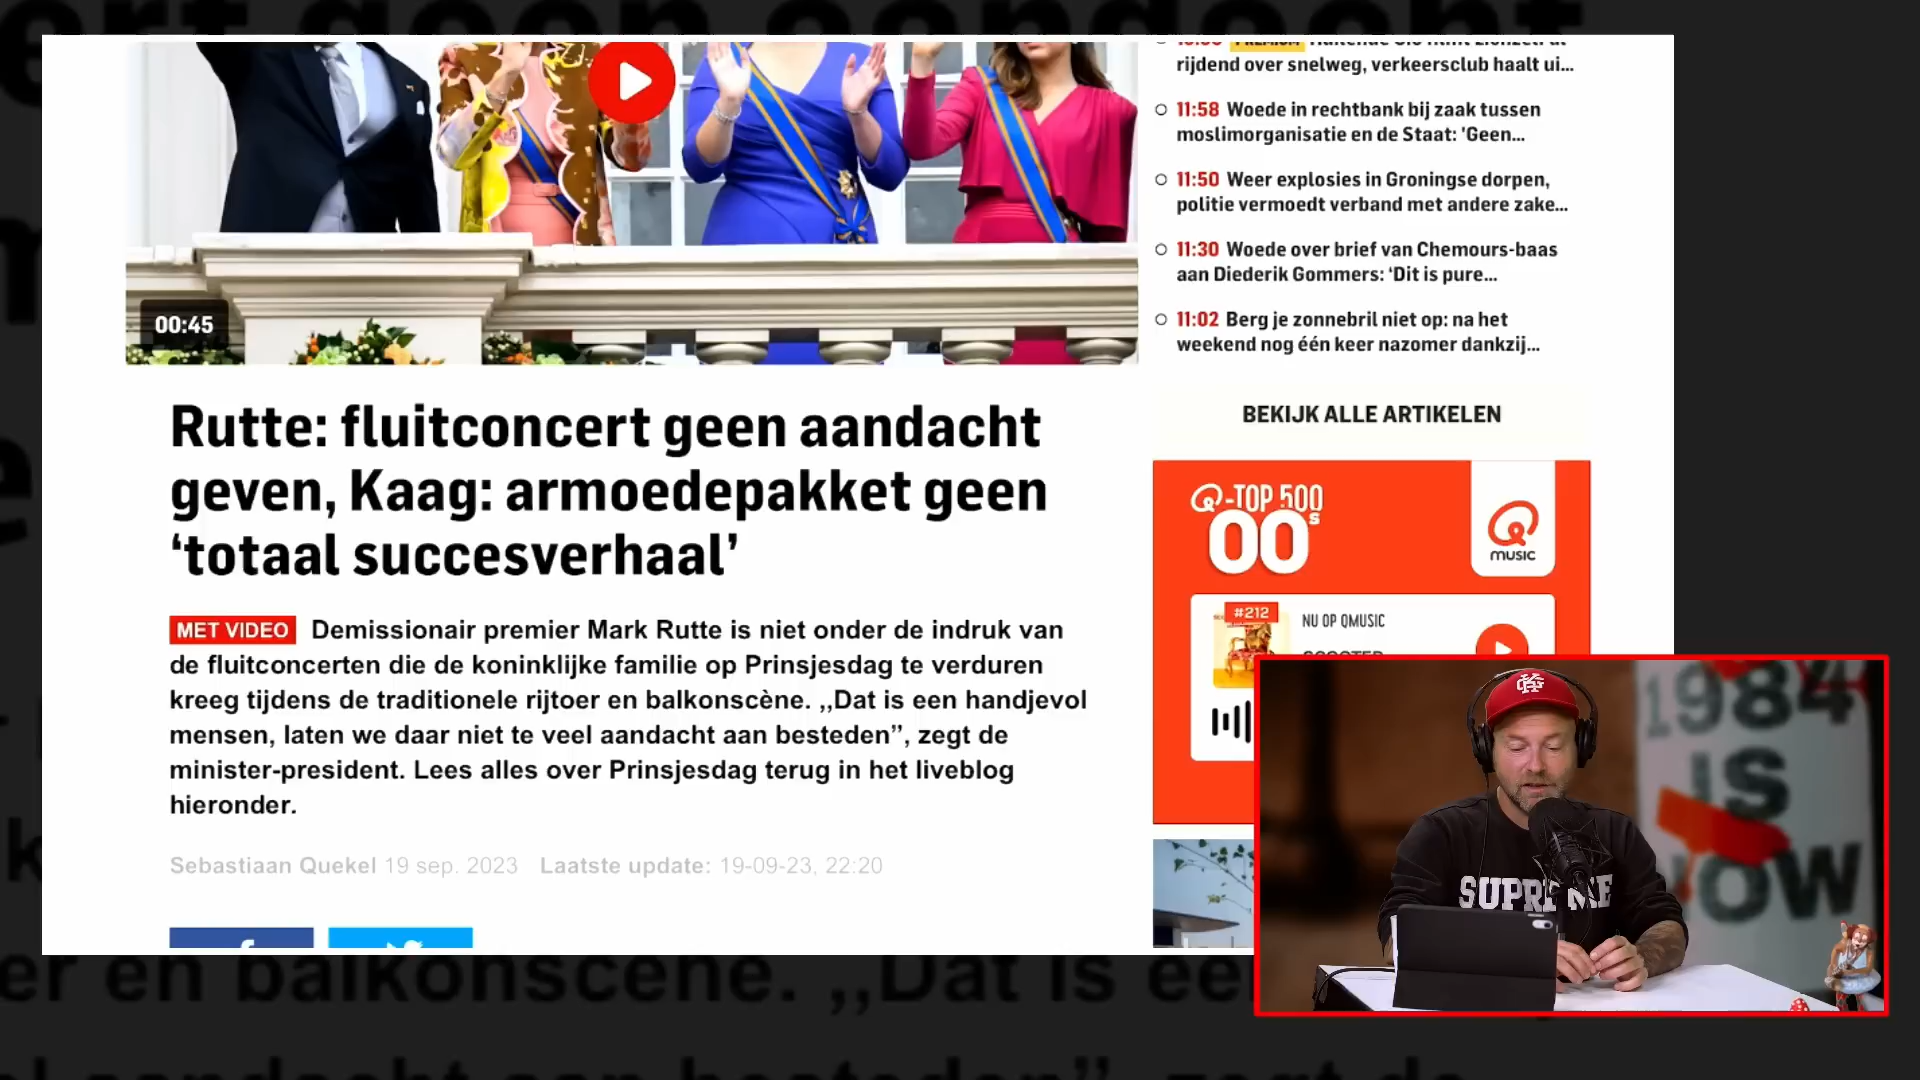 rijdend over snelweg, verkeersclub haalt ui...
11:58 Woede in rechtbank bij zaak tussen
moslimorganisatie en de Staat: 'Geen...
11:50 Weer explosies in Groningse dorpen,
politie vermoedt verband met andere zake...
11:30 Woede over brief van Chemours-baas
aan Diederik Gommers: ‘Dit is pure...
11:02 Berg je zonnebril niet op: na het
weekend nog één keer nazomer dankzij...
BEKIJK ALLE ARTIKELEN
00:45
Rutte: fluitconcert geen aandacht
geven, Kaag: armoedepakket geen
‘totaal succesverhaal’
MET VIDEO Demissionair premier Mark Rutte is niet onder de indruk van
de fluitconcerten die de koninklijke familie op Prinsjesdag te verduren
kreeg tijdens de traditionele rijtoer en balkonscène. ,,Dat is een handjevol
mensen, laten we daar niet te veel aandacht aan besteden”, zegt de
minister-president. Lees alles over Prinsjesdag terug in het liveblog
hieronder.
Sebastiaan Quekel 19 sep. 2023 Laatste update: 19-09-23, 22:20
Q-TOP 500
00s
Q
MUSIC
#212
NU OP QMUSIC
1984
IS
NOW
SUPREME
er en balkonscène. ,,Dat is ee